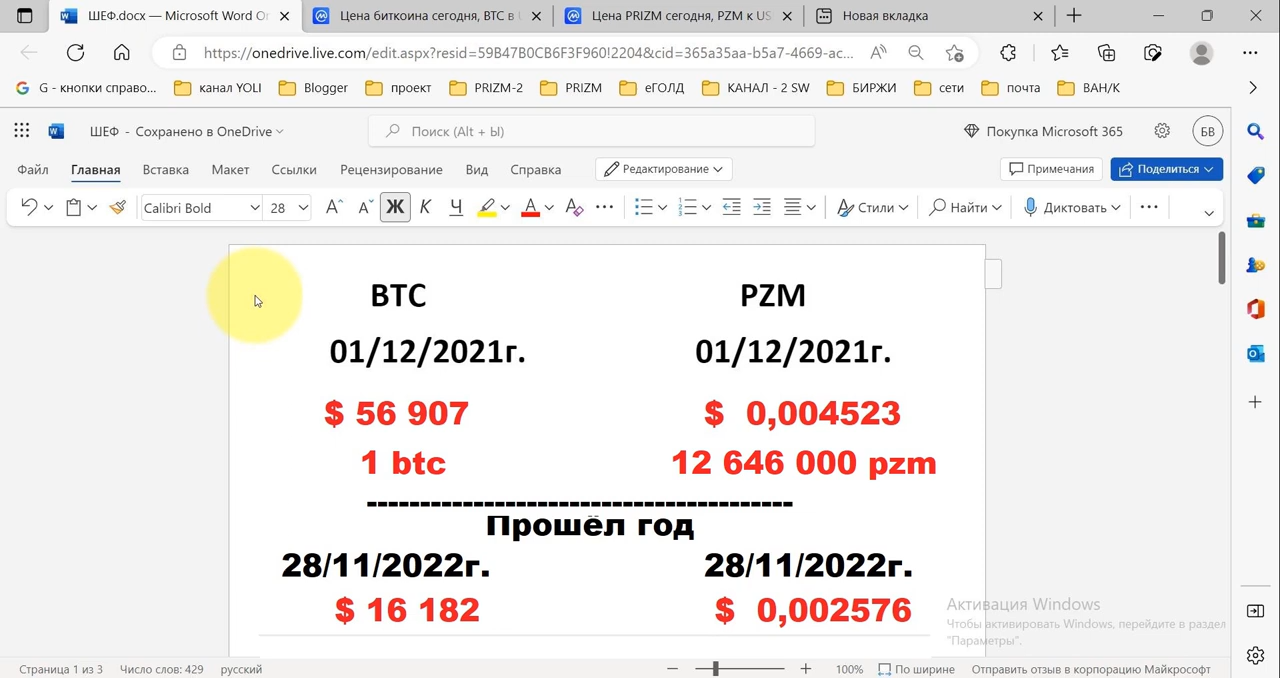 ШЕФ.docx — Microsoft Word On
Цена биткоина сегодня, BTC в U
Цена PRIZM сегодня, PZM к US
Новая вкладка
https://onedrive.live.com/edit.aspx?resid=59B47B0CB6F3F960!2204&cid=365a35aa-b5a7-4669-ac...
G - кнопки справо...
канал YOLI
Blogger
проект
PRIZM-2
PRIZM
еГОЛД
КАНАЛ - 2 SW
БИРЖИ
сети
почта
ВАН/К
ШЕФ - Сохранено в OneDrive
Поиск (Alt + Ы)
Покупка Microsoft 365
БВ
Файл
Главная
Вставка
Макет
Ссылки
Рецензирование
Вид
Справка
Редактирование
Примечания
Поделиться
Calibri Bold
28
Ж
К
Ч
Стили
Найти
Диктовать
BTC PZM
01/12/2021г. 01/12/2021г.
$ 56 907 $ 0,004523
1 btc 12 646 000 pzm
----------------------------------------
Прошёл год
28/11/2022г. 28/11/2022г.
$ 16 182 $ 0,002576
Активация Windows
Чтобы активировать Windows, перейдите в раздел
"Параметры".
Страница 1 из 3
Число слов: 429
русский
100%
По ширине
Отправить отзыв в корпорацию Майкрософт